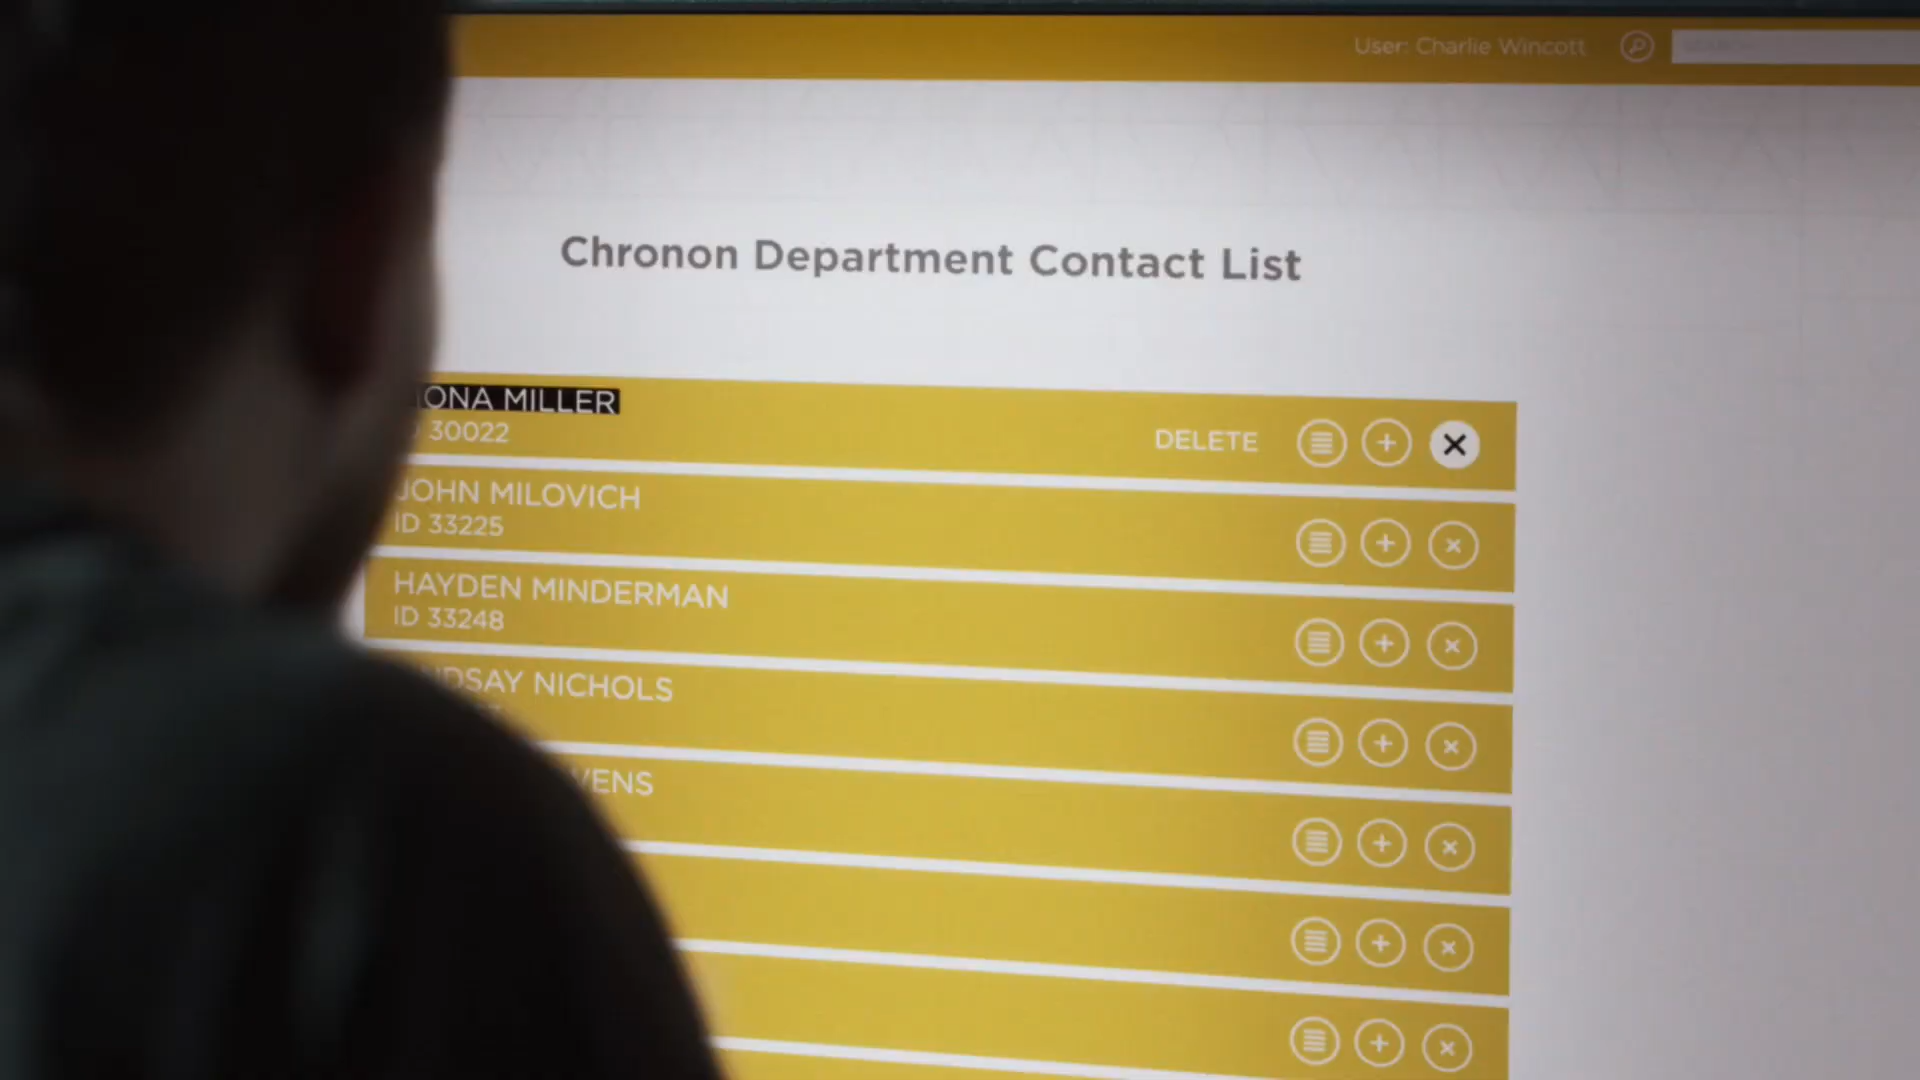 User: Charlie Wincott
Chronon Department Contact List
ONA MILLER
30022
DELETE
JOHN MILOVICH
ID 33225
HAYDEN MINDERMAN
ID 33248
DSAY NICHOLS
VENS